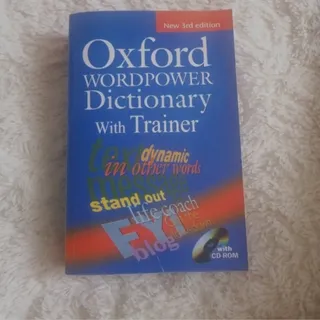 New 3rd edition
Oxford
WORDPOWER
Dictionary
With Trainer
dynamic
in other words
stand out
life coach
FYI
blog
with
CD-ROM